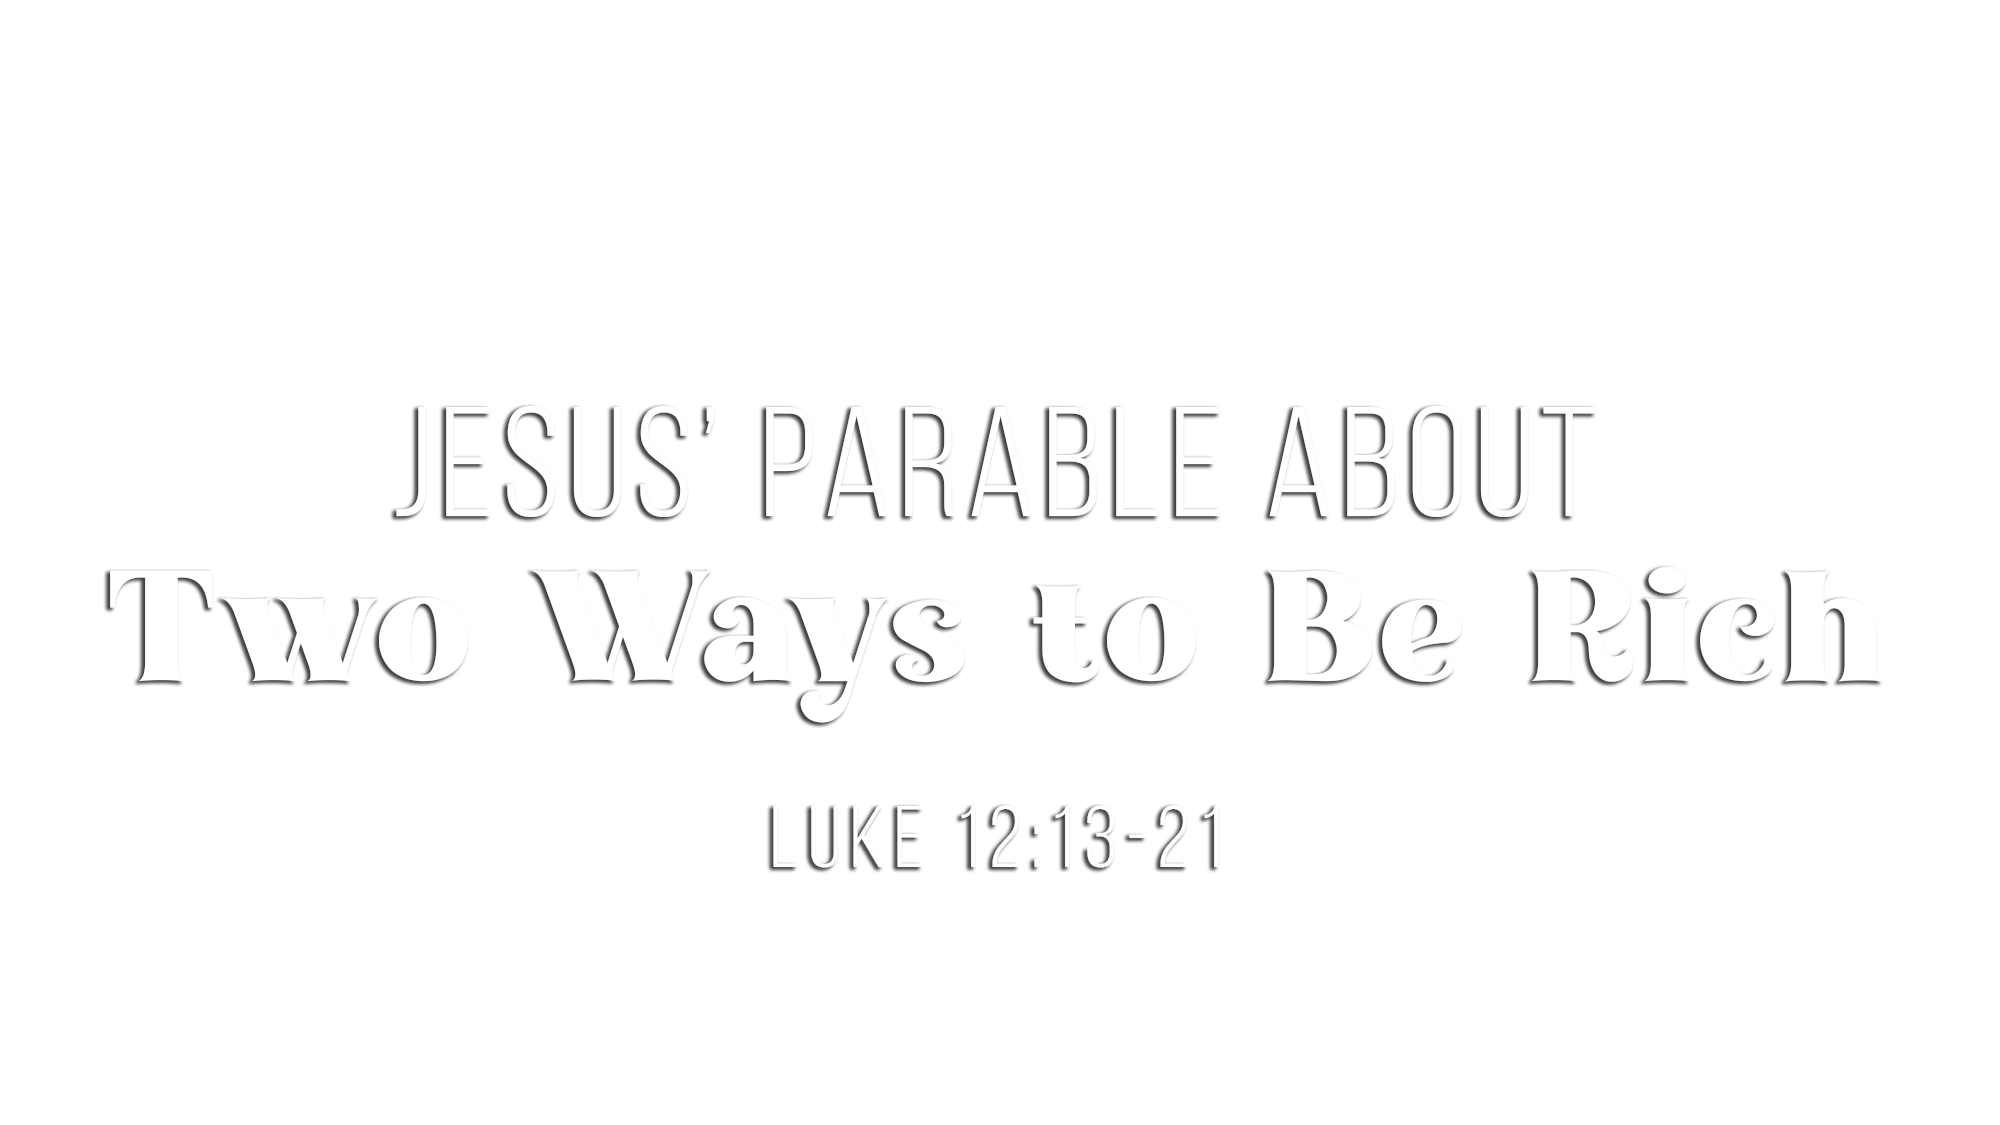 JESUS’ PARABLE ABOUT
Two Ways to Be Rich
LUKE 12:13-21